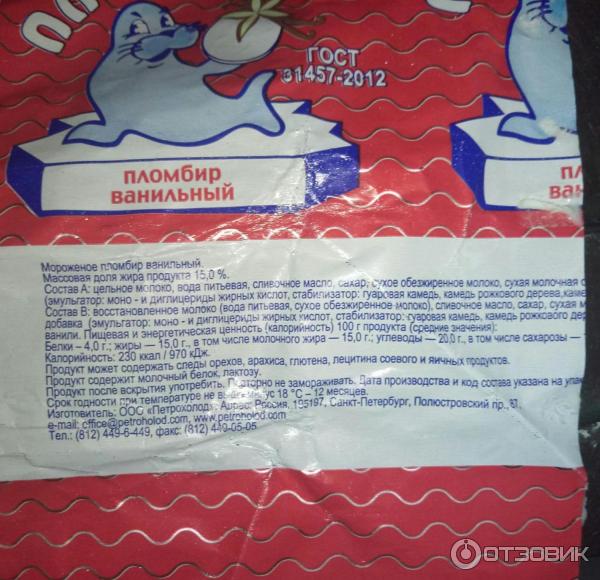 ГОСТ
31457-2012
пломбир
ванильный
Мороженое пломбир ванильный.
Массовая доля жира продукта 15,0 %.
Состав А: цельное молоко, вода питьевая, сливочное масло, сахар, сухое обезжиренное молоко, сухая молочная
(эмульгатор: моно - и диглицериды жирных кислот, стабилизатор: гуаровая камедь, камедь рожкового дерева,
Состав В: восстановленное молоко (вода питьевая, сухое обезжиренное молоко), сливочное масло, сахар, сухая
добавка (эмульгатор: моно - и диглицериды жирных кислот, стабилизатор: гуаровая камедь, камедь рожкового
ванили. Пищевая и энергетическая ценность (калорийность) 100 г продукта (средние значения):
Белки – 4,0 г.; жиры — 15,0 г., в том числе молочного жира — 15,0 г.; углеводы — 20,0 г., в том числе сахарозы —
Калорийность: 230 ккал / 970 кДж.
Продукт может содержать следы орехов, арахиса, глютена, лецитина соевого и яичных продуктов.
Продукт содержит молочный белок, лактозу.
Продукт после вскрытия употребить. Повторно не замораживать. Дата производства и код состава указана на
Срок годности при температуре не выше минус 18 °С – 12 месяцев.
Изготовитель: ООО «Петрохолод». Адрес: Россия, 195197, Санкт-Петербург, Полюстровский пр.,
e-mail: office@petroholod.com, www.petroholod.com
Тел.: (812) 449-6-449, факс: (812) 449-05-05
ОТЗОВИК